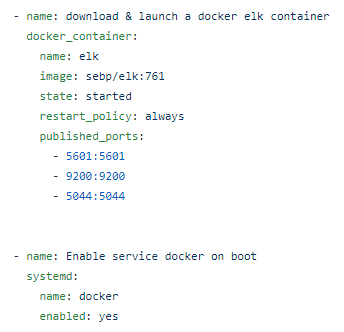 - name: download & launch a docker elk container
  docker_container:
    name: elk
    image: sebp/elk:761
    state: started
    restart_policy: always
    published_ports:
      - 5601:5601
      - 9200:9200
      - 5044:5044
- name: Enable service docker on boot
  systemd:
    name: docker
    enabled: yes